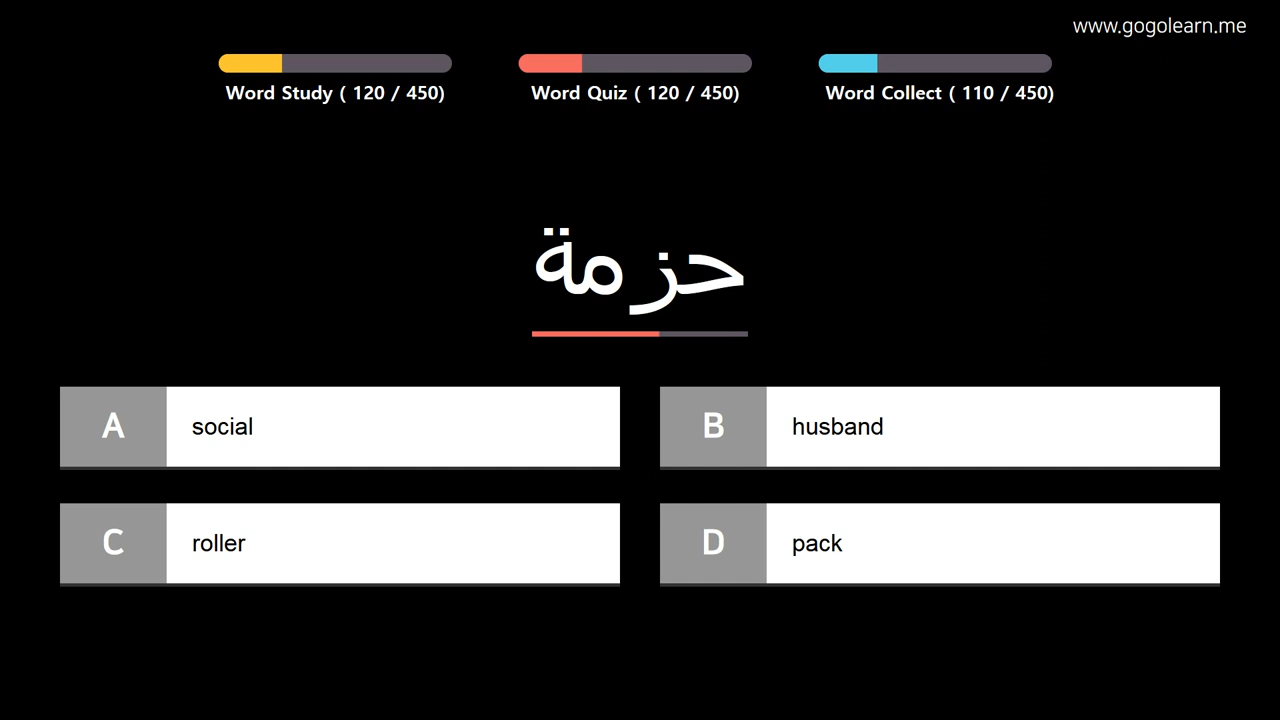 www.gogolearn.me
Word Study ( 120 / 450)
Word Quiz ( 120 / 450)
Word Collect ( 110 / 450)
حزمة
A social
B husband
C roller
D pack